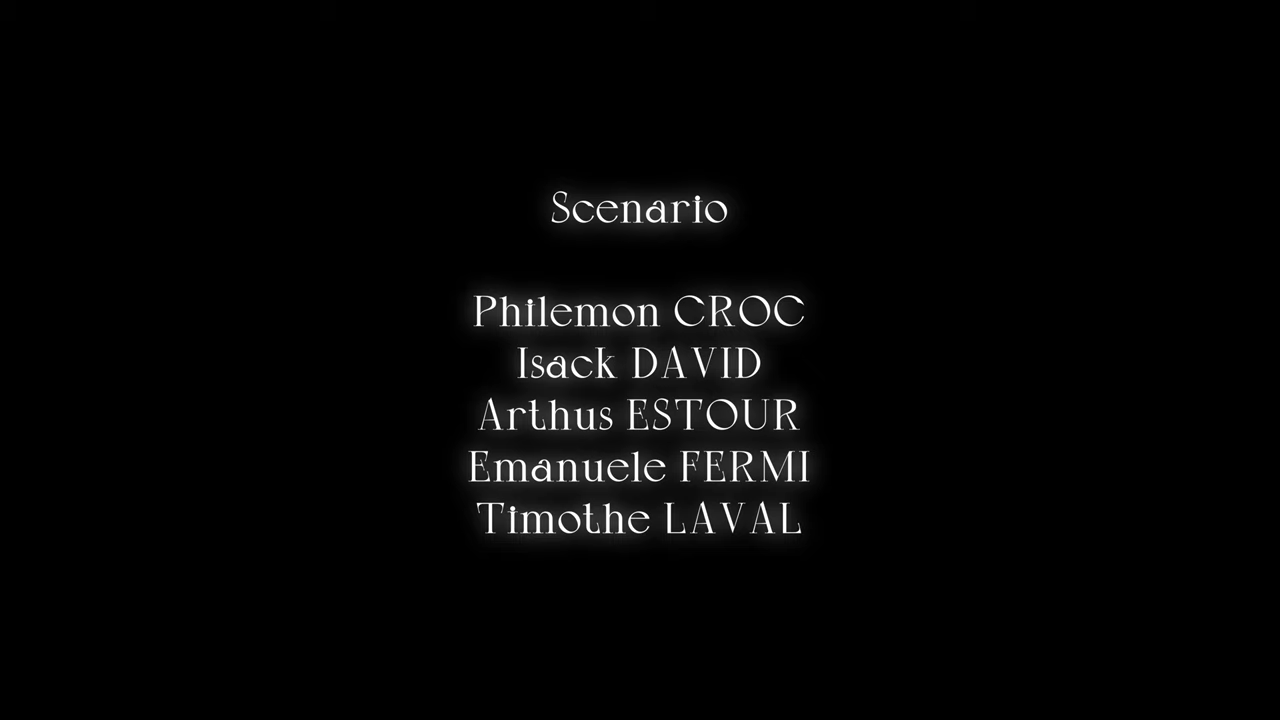 Scenario
Philemon CROC
Isack DAVID
Arthus ESTOUR
Emanuele FERMI
Timothe LAVAL